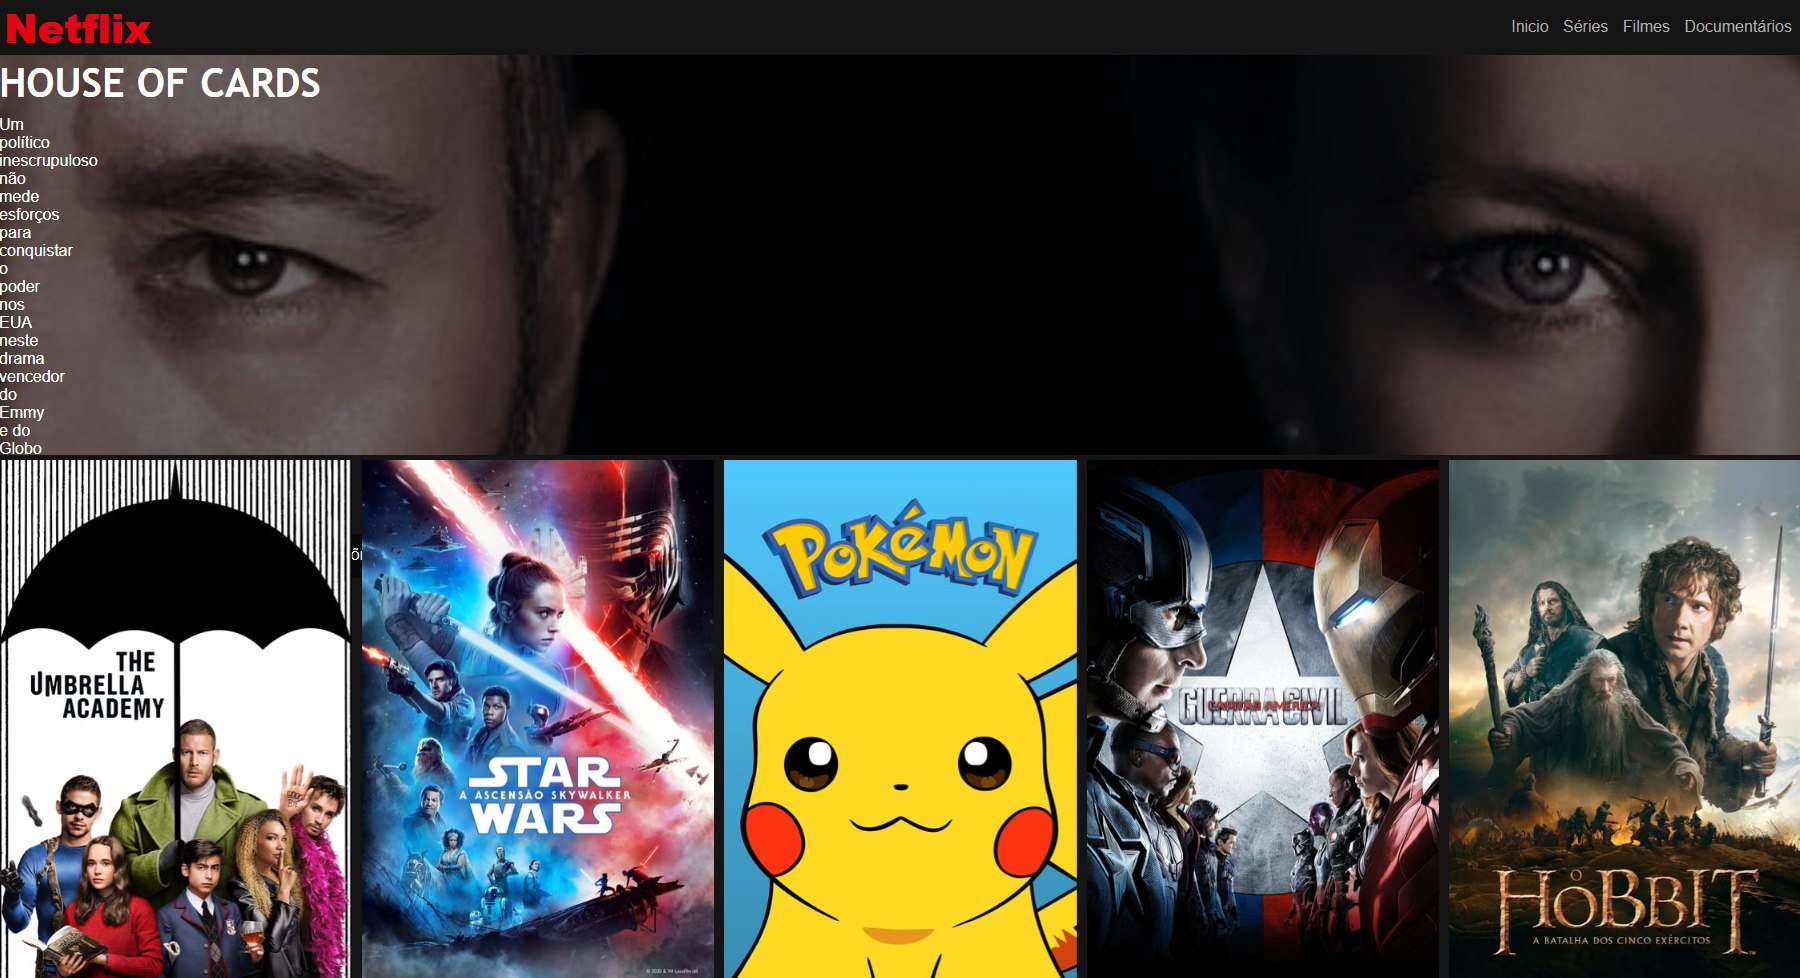 Netflix
Inicio Séries Filmes Documentários
HOUSE OF CARDS
Um
político
inescrupuloso
não
mede
esforços
para
conquistar
o
poder
nos
EUA
neste
drama
vencedor
do
Emmy
e do
Globo
THE
UMBRELLA
ACADEMY
STAR
A ASCENSÃO SKYWALKER
WARS
POKéMON
GUERRA CIVIL
CAPITÃO AMÉRICA
O
HOBBIT
A BATALHA DOS CINCO EXÉRCITOS